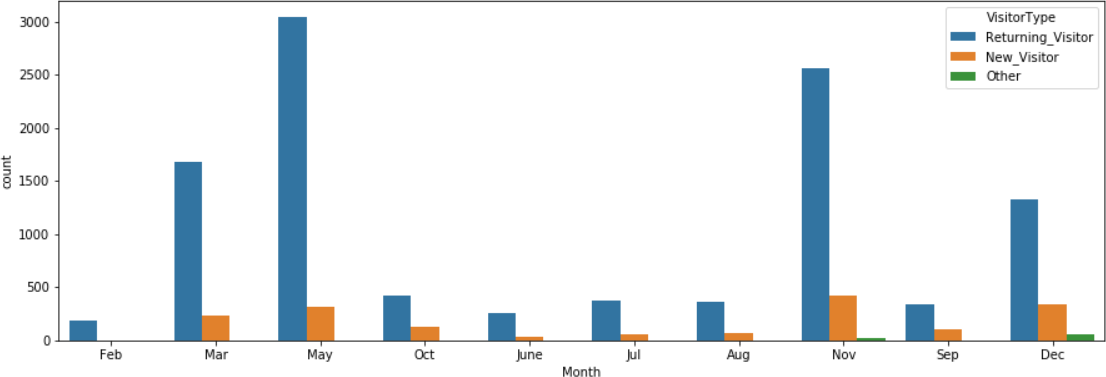 VisitorType
Returning_Visitor
New_Visitor
Other
3000
2500
2000
1500
1000
500
0
count
Feb Mar May Oct June Jul Aug Nov Sep Dec
Month